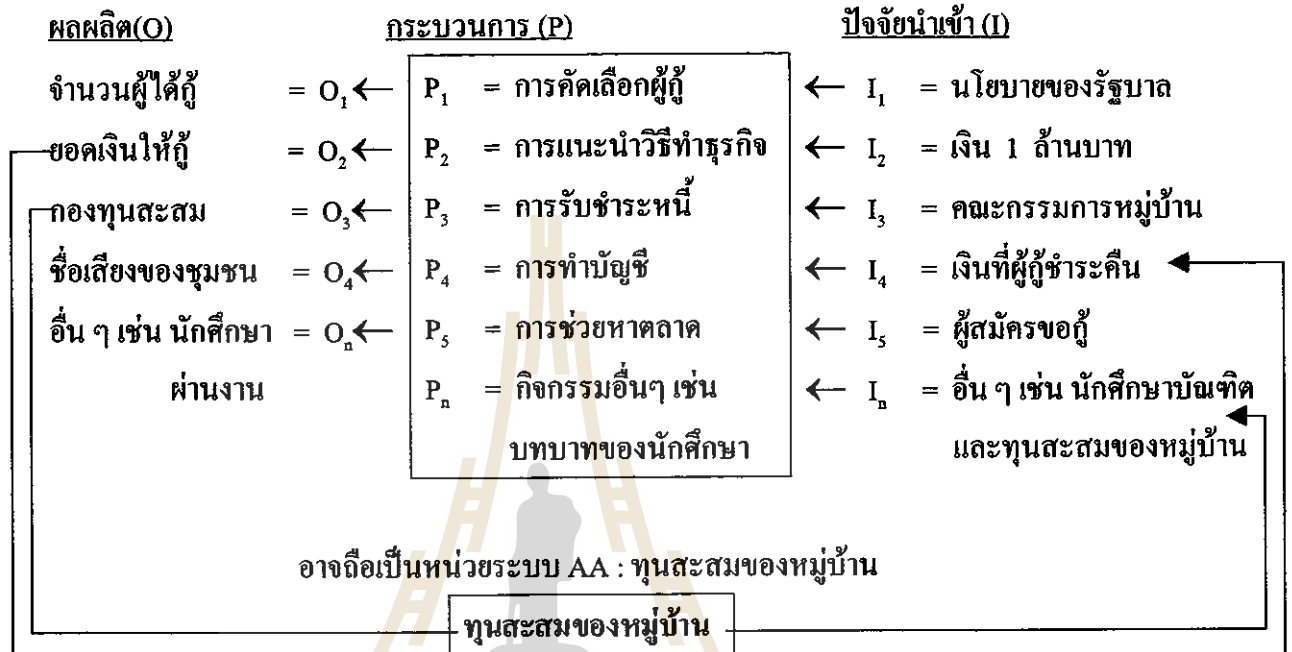 ผลผลิต(O) กระบวนการ (P) ปัจจัยนำเข้า (I)
จำนวนผู้ได้กู้ = O1 ← P1 = การคัดเลือกผู้กู้ ← I1 = นโยบายของรัฐบาล
ยอดเงินให้กู้ = O2 ← P2 = การแนะนำวิธีทำธุรกิจ ← I2 = เงิน 1 ล้านบาท
กองทุนสะสม = O3 ← P3 = การรับชำระหนี้ ← I3 = คณะกรรมการหมู่บ้าน
ชื่อเสียงของชุมชน = O4 ← P4 = การทำบัญชี ← I4 = เงินที่ผู้กู้ชำระคืน
อื่น ๆ เช่น นักศึกษา = On ← P5 = การช่วยหาตลาด ← I5 = ผู้สมัครขอกู้
ผ่านงาน Pn = กิจกรรมอื่นๆ เช่น ← In = อื่น ๆ เช่น นักศึกษาบัณฑิต
บทบาทของนักศึกษา และทุนสะสมของหมู่บ้าน
อาจถือเป็นหน่วยระบบ AA : ทุนสะสมของหมู่บ้าน
ทุนสะสมของหมู่บ้าน